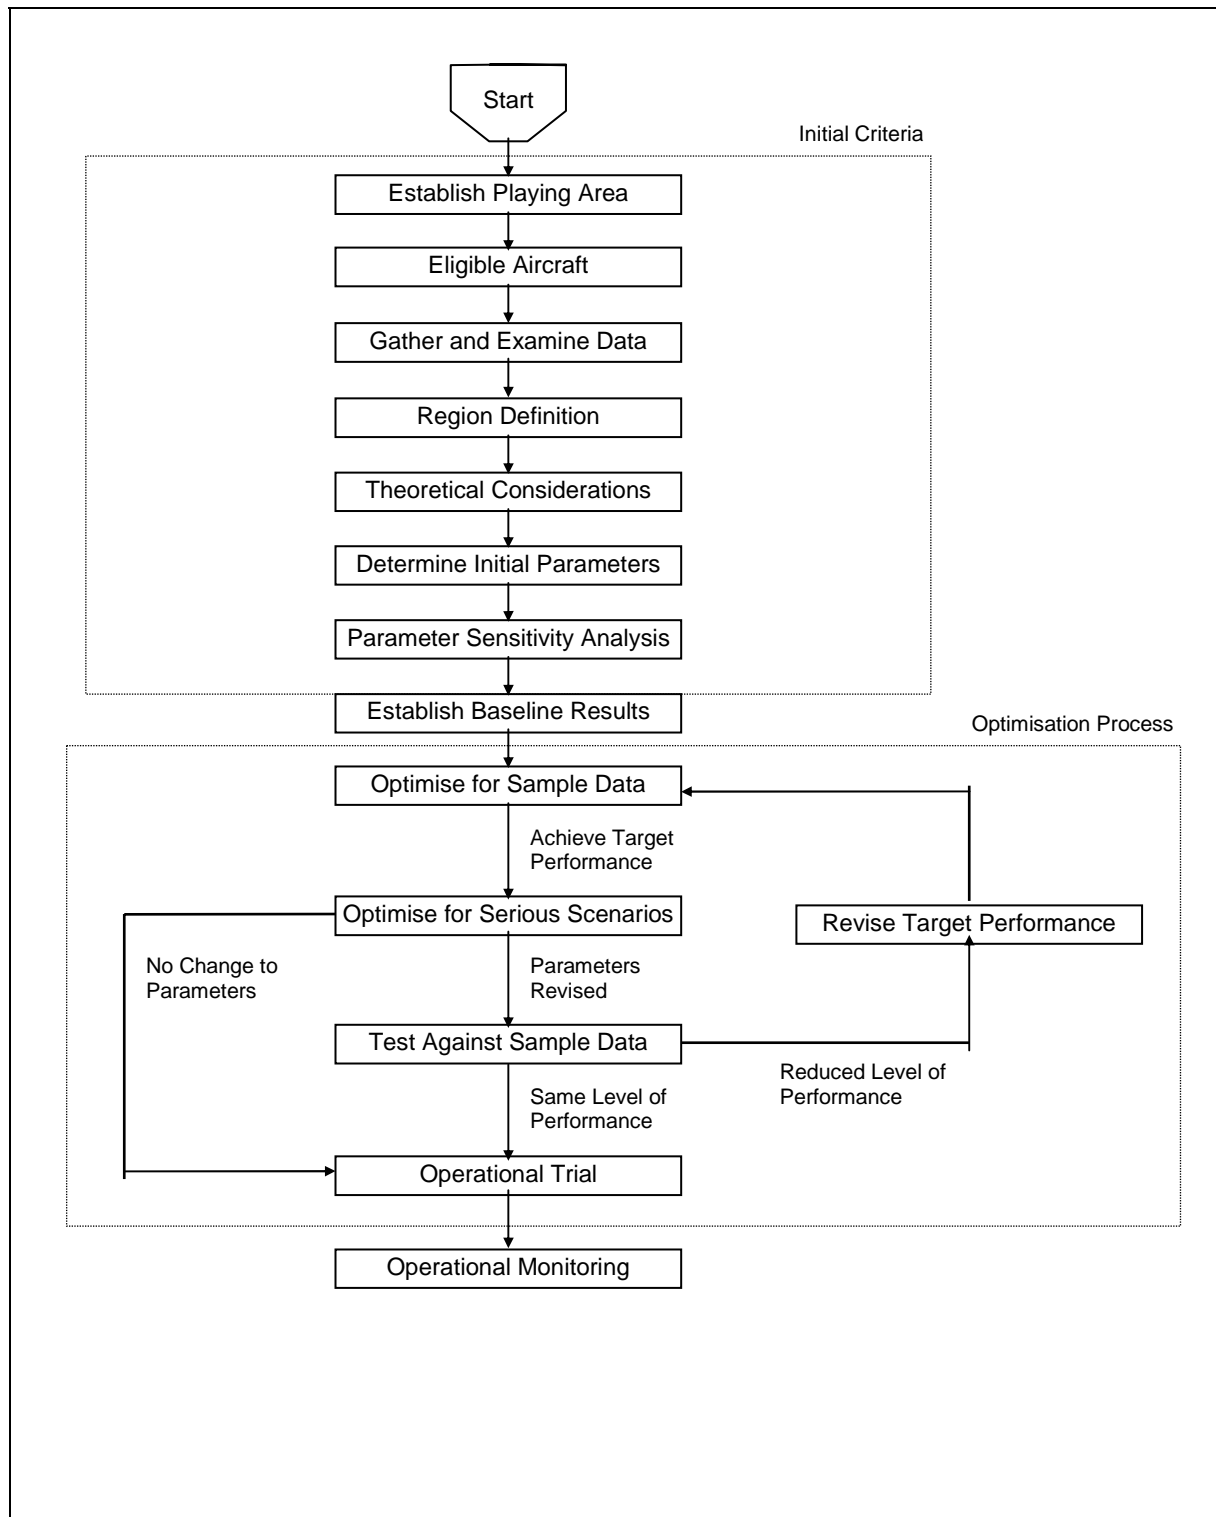 Start
Initial Criteria
Establish Playing Area
Eligible Aircraft
Gather and Examine Data
Region Definition
Theoretical Considerations
Determine Initial Parameters
Parameter Sensitivity Analysis
Establish Baseline Results
Optimisation Process
Optimise for Sample Data
Achieve Target
Performance
Optimise for Serious Scenarios
Revise Target Performance
No Change to
Parameters
Parameters
Revised
Test Against Sample Data
Reduced Level of
Performance
Same Level of
Performance
Operational Trial
Operational Monitoring